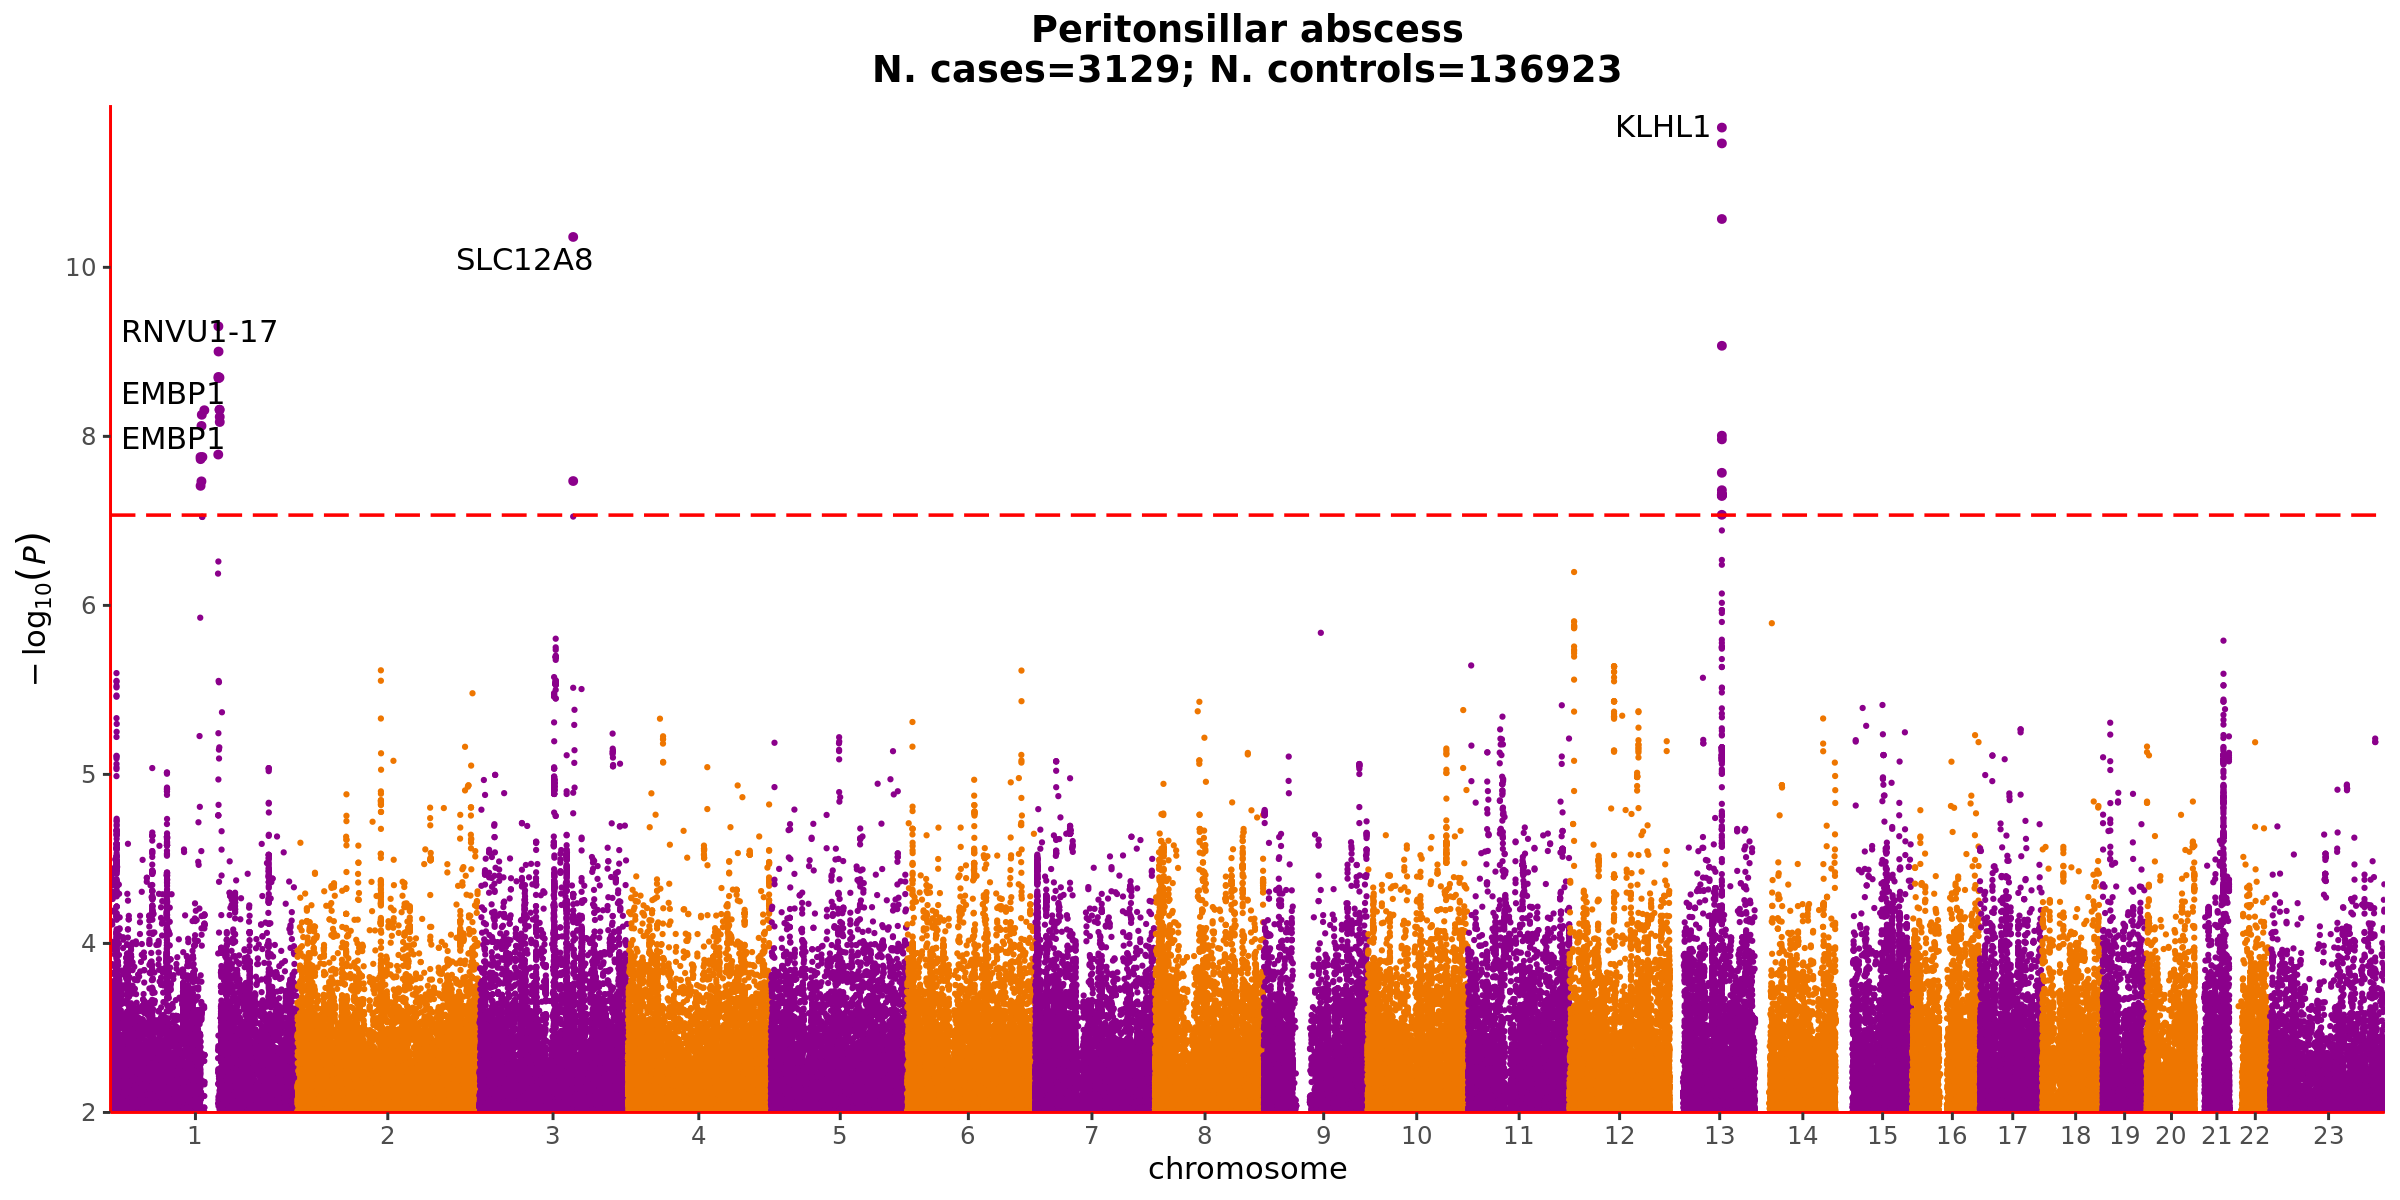 Peritonsillar abscess
N. cases=3129; N. controls=136923
KLHL1
SLC12A8
RNVU1-17
EMBP1
EMBP1
10
8
6
5
4
2
−log10(P)
1 2 3 4 5 6 7 8 9 10 11 12 13 14 15 16 17 18 19 20 21 22 23
chromosome